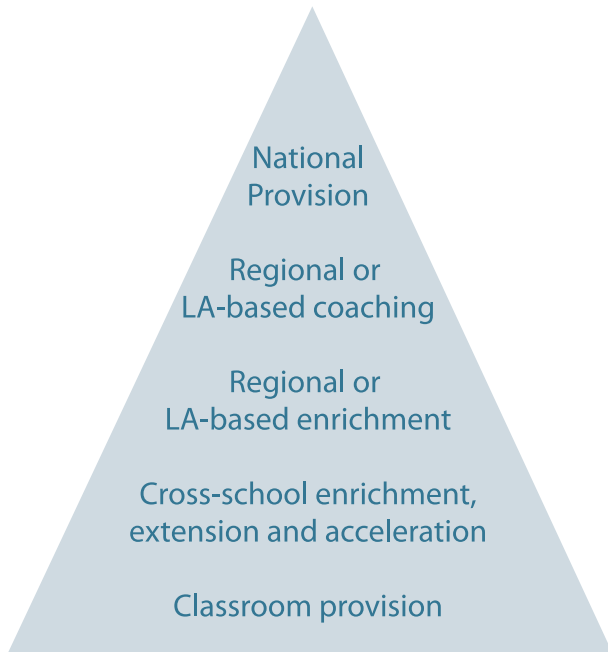 National
Provision
Regional or
LA-based coaching
Regional or
LA-based enrichment
Cross-school enrichment,
extension and acceleration
Classroom provision